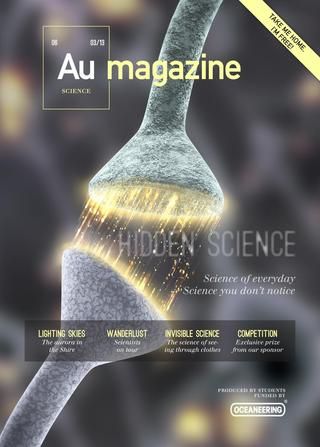 TAKE ME HOME,
I'M FREE!
06 03/13
Au magazine
SCIENCE
HIDDEN SCIENCE
Science of everyday
Science you don't notice
LIGHTING SKIES
The aurora in
the Shire
WANDERLUST
Scientists
on tour
INVISIBLE SCIENCE
The science of see-
ing through clothes
COMPETITION
Exclusive prize
from our sponsor
PRODUCED BY STUDENTS
FUNDED BY
OCEANEERING®